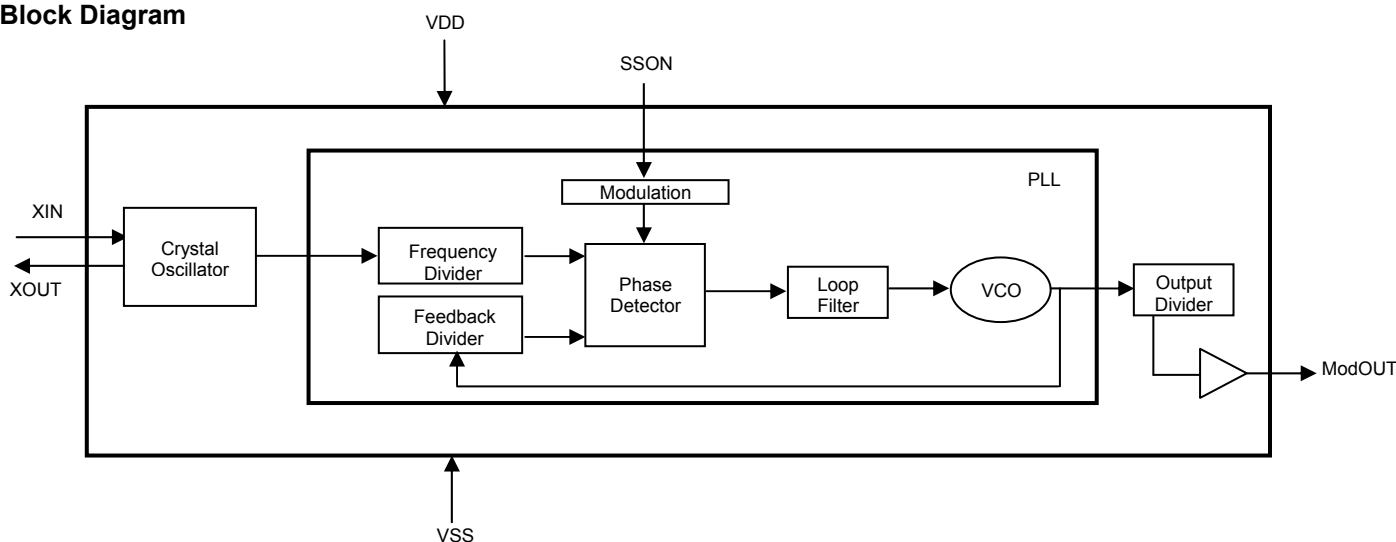 Block Diagram
VDD
SSON
PLL
Modulation
XIN
XOUT
Crystal
Oscillator
Frequency
Divider
Feedback
Divider
Phase
Detector
Loop
Filter
VCO
Output
Divider
ModOUT
VSS